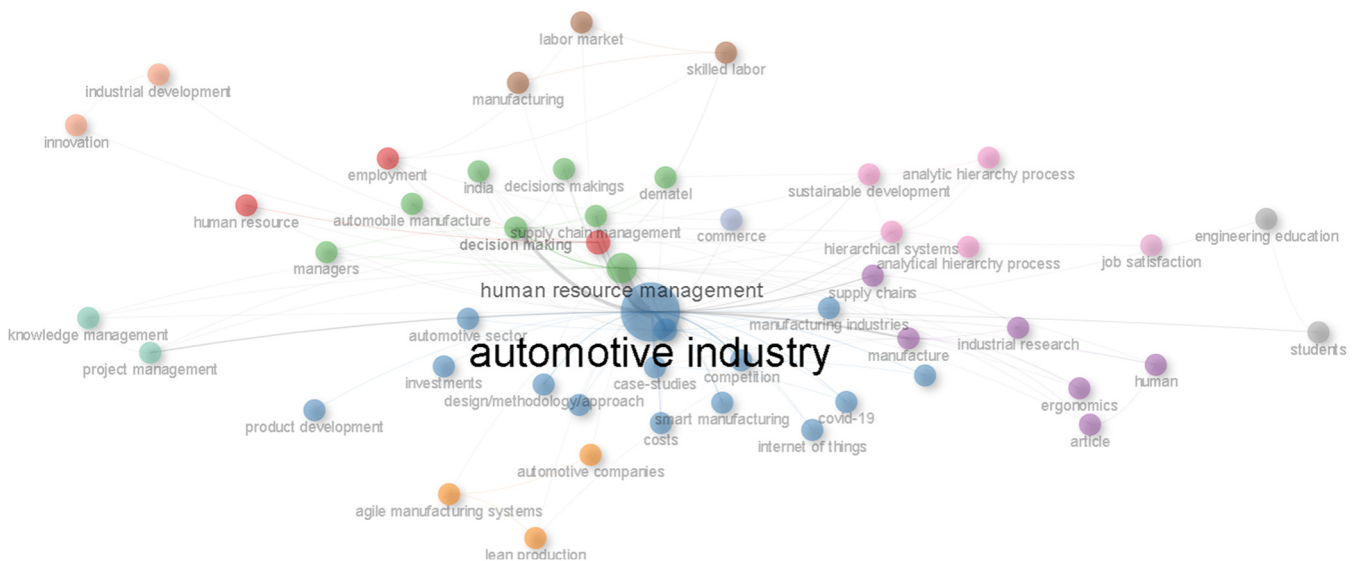 labor market
skilled labor
industrial development
manufacturing
innovation
employment
india
decisions makings
dematel
sustainable development
analytic hierarchy process
human resource
automobile manufacture
decision making
supply chain management
commerce
hierarchical systems
analytical hierarchy process
job satisfaction
engineering education
managers
human resource management
supply chains
knowledge management
project management
automotive sector
automotive industry
manufacturing industries
manufacture
industrial research
students
investments
case-studies
competition
human
design/methodology/approach
ergonomics
product development
costs
smart manufacturing
covid-19
internet of things
article
automotive companies
agile manufacturing systems
lean production